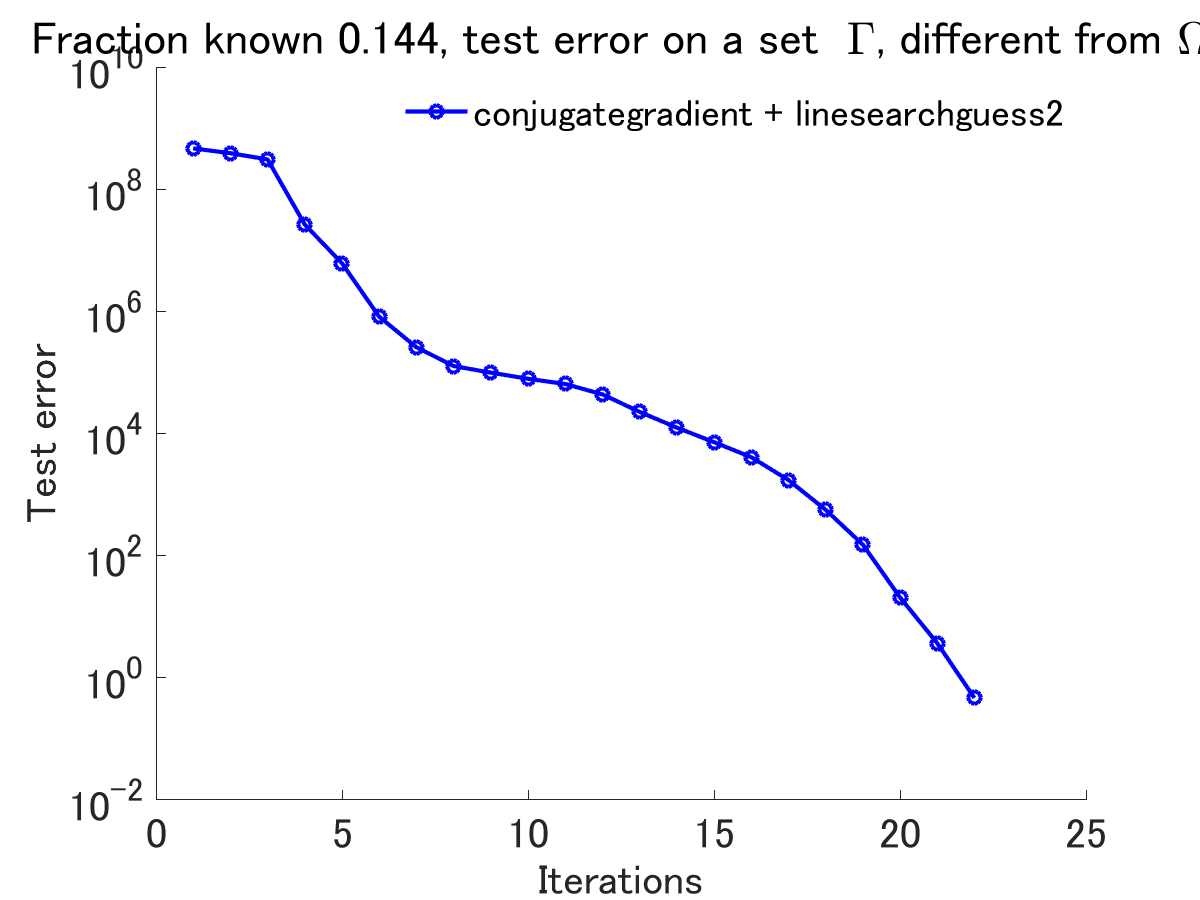 Fraction known 0.144, test error on a set Γ, different from Ω
10^10
conjugategradient + linesearchguess2
10^8
10^6
10^4
10^2
10^0
10^−2
Test error
0 5 10 15 20 25
Iterations